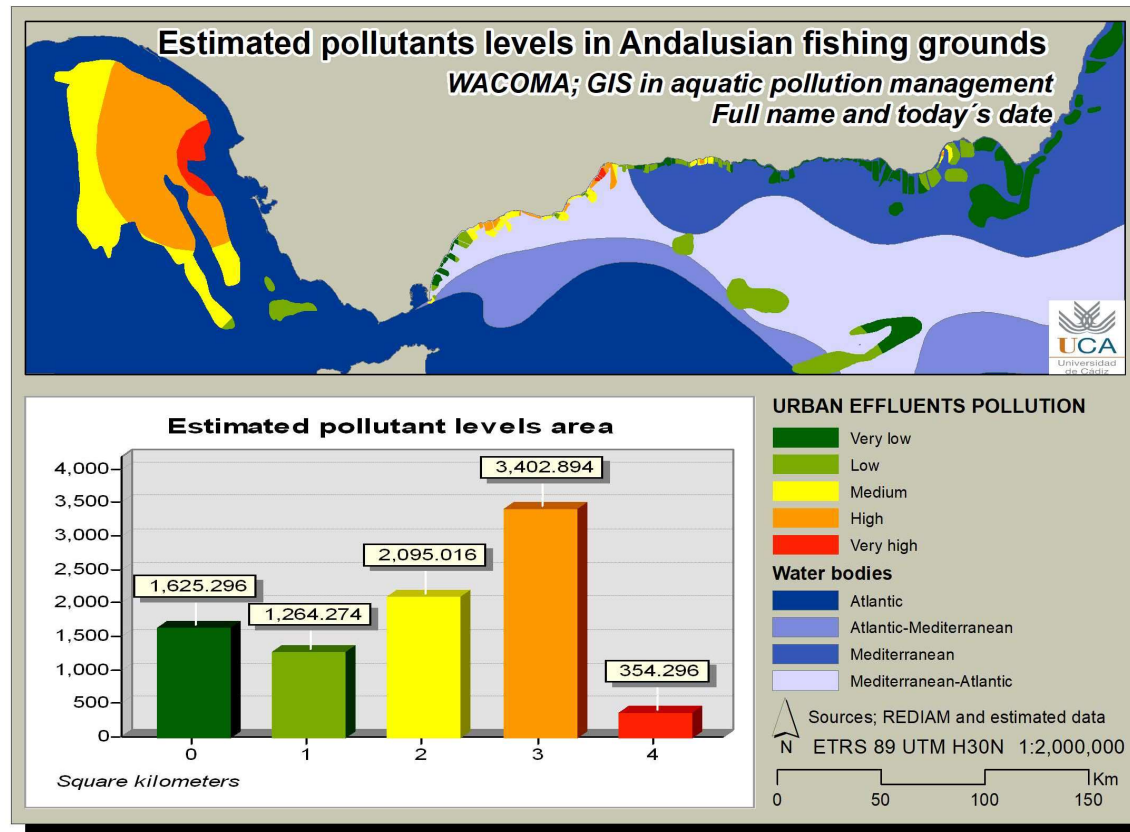 Estimated pollutants levels in Andalusian fishing grounds
WACOMA; GIS in aquatic pollution management
Full name and today´s date
UCA
Universidad
de Cádiz
Estimated pollutant levels area
4,000
3,500
3,000
2,500
2,000
1,500
1,000
500
0
1,625.296
1,264.274
2,095.016
3,402.894
354.296
0 1 2 3 4
Square kilometers
URBAN EFFLUENTS POLLUTION
Very low
Low
Medium
High
Very high
Water bodies
Atlantic
Atlantic-Mediterranean
Mediterranean
Mediterranean-Atlantic
N
Sources; REDIAM and estimated data
ETRS 89 UTM H30N 1:2,000,000
Km
0 50 100 150